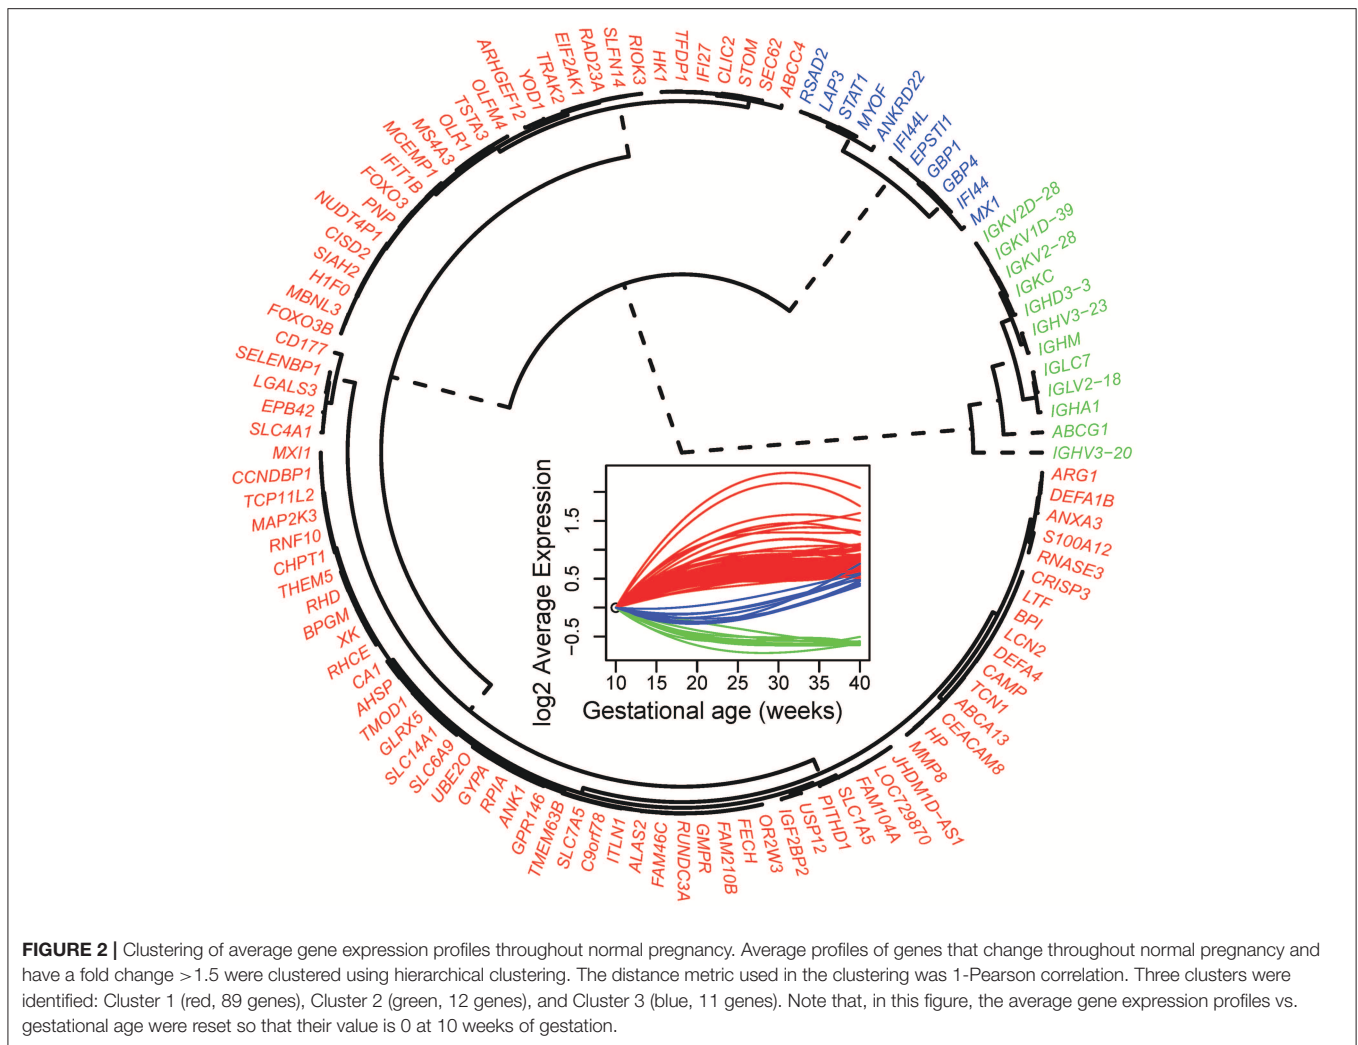 ARHGEF12
YOD1
TRAK2
EIF2AK1
RAD23A
SLFN14
RIOK3
HK1
TFDP1
IFI27
CLIC2
STOM
SEC62
ABCC4
RSAD2
LAP3
STAT1
MYOF
ANKRD22
IFI44L
EPSTI1
GBP1
GBP4
IFI44
MX1
IGKV2D-28
IGKV1D-39
IGKV2-28
IGKC
IGHD3-3
IGHV3-23
IGHM
IGLC7
IGLV2-18
IGHA1
ABCG1
IGHV3-20
ARG1
DEFA1B
ANXA3
S100A12
RNASE3
CRISP3
LTF
BPI
LCN2
DEFA4
CAMP
TCN1
ABCA13
CEACAM8
HP
MMP8
JHDM1D-AS1
LOC729870
FAM104A
SLC1A5
PITHD1
USP12
IGF2BP2
OR2W3
FECH
FAM210B
GMPR
RUNDC3A
FAM46C
ALAS2
ITLN1
C9orf78
SLC7A5
TMEM63B
GPR146
ANK1
RPIA
GYPA
UBE2O
SLC6A9
SLC14A1
GLRX5
TMOD1
AHSP
CA1
RHCE
XK
BPGM
RHD
THEM5
CHPT1
RNF10
MAP2K3
TCP11L2
CCNDBP1
MXI1
SLC4A1
EPB42
LGALS3
SELENBP1
CD177
FOXO3B
MBNL3
H1F0
SIAH2
CISD2
NUDT4P1
PNP
FOXO3
IFIT1B
MCEMP1
MS4A3
OLR1
TSTA3
OLFM4
log2 Average Expression
1.5
0.5
-0.5
10 15 20 25 30 35 40
Gestational age (weeks)
FIGURE 2 | Clustering of average gene expression profiles throughout normal pregnancy. Average profiles of genes that change throughout normal pregnancy and
have a fold change >1.5 were clustered using hierarchical clustering. The distance metric used in the clustering was 1-Pearson correlation. Three clusters were
identified: Cluster 1 (red, 89 genes), Cluster 2 (green, 12 genes), and Cluster 3 (blue, 11 genes). Note that, in this figure, the average gene expression profiles vs.
gestational age were reset so that their value is 0 at 10 weeks of gestation.